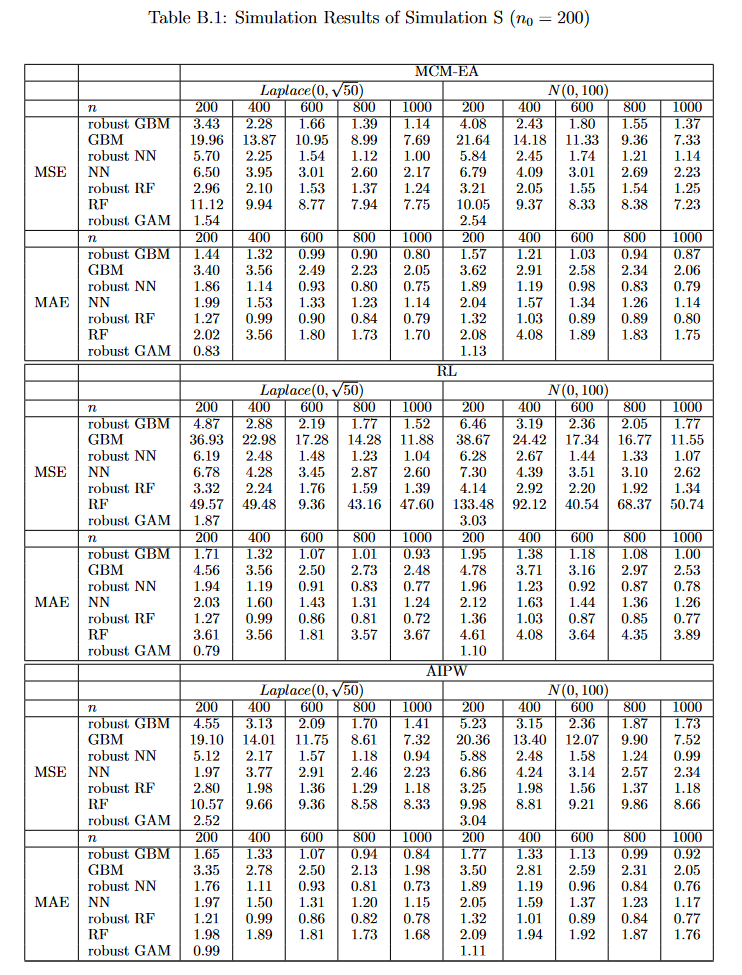 Table B.1: Simulation Results of Simulation S (n₀ = 200)
MCM-EA
Laplace(0, √50) N(0, 100)
n 200 400 600 800 1000 200 400 600 800 1000
robust GBM 3.43 2.28 1.66 1.39 1.14 4.08 2.43 1.80 1.55 1.37
GBM 19.96 13.87 10.95 8.99 7.69 21.64 14.18 11.33 9.36 7.33
robust NN 5.70 2.25 1.54 1.12 1.00 5.84 2.45 1.74 1.21 1.14
MSE NN 6.50 3.95 3.01 2.60 2.17 6.79 4.09 3.01 2.69 2.23
robust RF 2.96 2.10 1.53 1.37 1.24 3.21 2.05 1.55 1.54 1.25
RF 11.12 9.94 8.77 7.94 7.75 10.05 9.37 8.33 8.38 7.23
robust GAM 1.54 2.54
n 200 400 600 800 1000 200 400 600 800 1000
robust GBM 1.44 1.32 0.99 0.90 0.80 1.57 1.21 1.03 0.94 0.87
GBM 3.40 3.56 2.49 2.23 2.05 3.62 2.91 2.58 2.34 2.06
robust NN 1.86 1.14 0.93 0.80 0.75 1.89 1.19 0.98 0.83 0.79
MAE NN 1.99 1.53 1.33 1.23 1.14 2.04 1.57 1.34 1.26 1.14
robust RF 1.27 0.99 0.90 0.84 0.79 1.32 1.03 0.89 0.89 0.80
RF 2.02 3.56 1.80 1.73 1.70 2.08 4.08 1.89 1.83 1.75
robust GAM 0.83 1.13
RL
Laplace(0, √50) N(0, 100)
n 200 400 600 800 1000 200 400 600 800 1000
robust GBM 4.87 2.88 2.19 1.77 1.52 6.46 3.19 2.36 2.05 1.77
GBM 36.93 22.98 17.28 14.28 11.88 38.67 24.42 17.34 16.77 11.55
robust NN 6.19 2.48 1.48 1.23 1.04 6.28 2.67 1.44 1.33 1.07
MSE NN 6.78 4.28 3.45 2.87 2.60 7.30 4.39 3.51 3.10 2.62
robust RF 3.32 2.24 1.76 1.59 1.39 4.14 2.92 2.20 1.92 1.34
RF 49.57 49.48 9.36 43.16 47.60 133.48 92.12 40.54 68.37 50.74
robust GAM 1.87 3.03
n 200 400 600 800 1000 200 400 600 800 1000
robust GBM 1.71 1.32 1.07 1.01 0.93 1.95 1.38 1.18 1.08 1.00
GBM 4.56 3.56 2.50 2.73 2.48 4.78 3.71 3.16 2.97 2.53
robust NN 1.94 1.19 0.91 0.83 0.77 1.96 1.23 0.92 0.87 0.78
MAE NN 2.03 1.60 1.43 1.31 1.24 2.12 1.63 1.44 1.36 1.26
robust RF 1.27 0.99 0.86 0.81 0.72 1.36 1.03 0.87 0.85 0.77
RF 3.61 3.56 1.81 3.57 3.67 4.61 4.08 3.64 4.35 3.89
robust GAM 0.79 1.10
AIPW
Laplace(0, √50) N(0, 100)
n 200 400 600 800 1000 200 400 600 800 1000
robust GBM 4.55 3.13 2.09 1.70 1.41 5.23 3.15 2.36 1.87 1.73
GBM 19.10 14.01 11.75 8.61 7.32 20.36 13.40 12.07 9.90 7.52
robust NN 5.12 2.17 1.57 1.18 0.94 5.88 2.48 1.58 1.24 0.99
MSE NN 1.97 3.77 2.91 2.46 2.23 6.86 4.24 3.14 2.57 2.34
robust RF 2.80 1.98 1.36 1.29 1.18 3.25 1.98 1.56 1.37 1.18
RF 10.57 9.66 9.36 8.58 8.33 9.98 8.81 9.21 9.86 8.66
robust GAM 2.52 3.04
n 200 400 600 800 1000 200 400 600 800 1000
robust GBM 1.65 1.33 1.07 0.94 0.84 1.77 1.33 1.13 0.99 0.92
GBM 3.35 2.78 2.50 2.13 1.98 3.50 2.81 2.59 2.31 2.05
robust NN 1.76 1.11 0.93 0.81 0.73 1.89 1.19 0.96 0.84 0.76
MAE NN 1.97 1.50 1.31 1.20 1.15 2.05 1.59 1.37 1.23 1.17
robust RF 1.21 0.99 0.86 0.82 0.78 1.32 1.01 0.89 0.84 0.77
RF 1.98 1.89 1.81 1.73 1.68 2.09 1.94 1.92 1.87 1.76
robust GAM 0.99 1.11